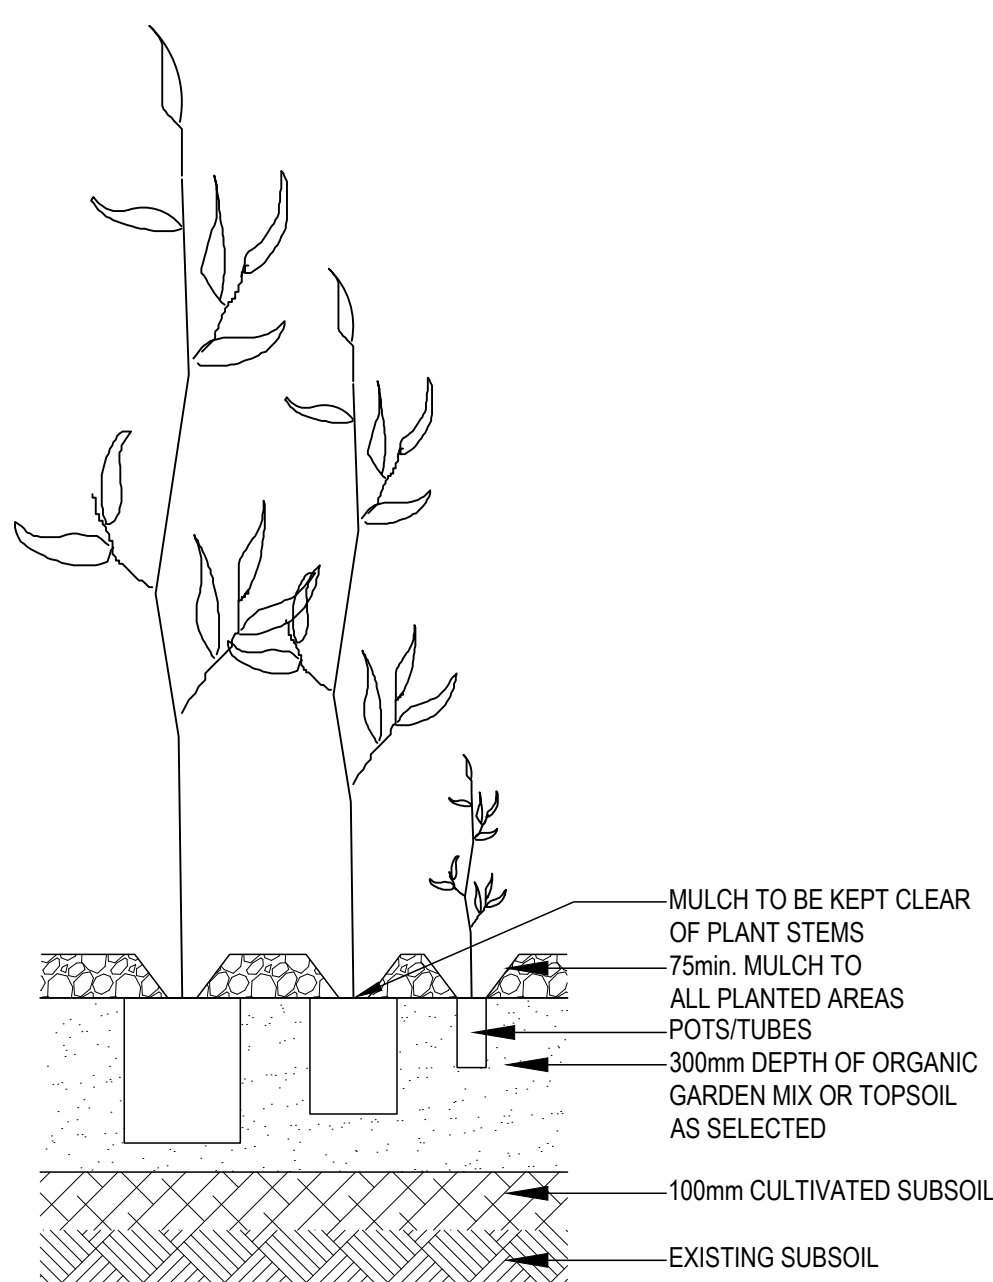 MULCH TO BE KEPT CLEAR
OF PLANT STEMS
75min. MULCH TO
ALL PLANTED AREAS
POTS/TUBES
300mm DEPTH OF ORGANIC
GARDEN MIX OR TOPSOIL
AS SELECTED
100mm CULTIVATED SUBSOIL
EXISTING SUBSOIL